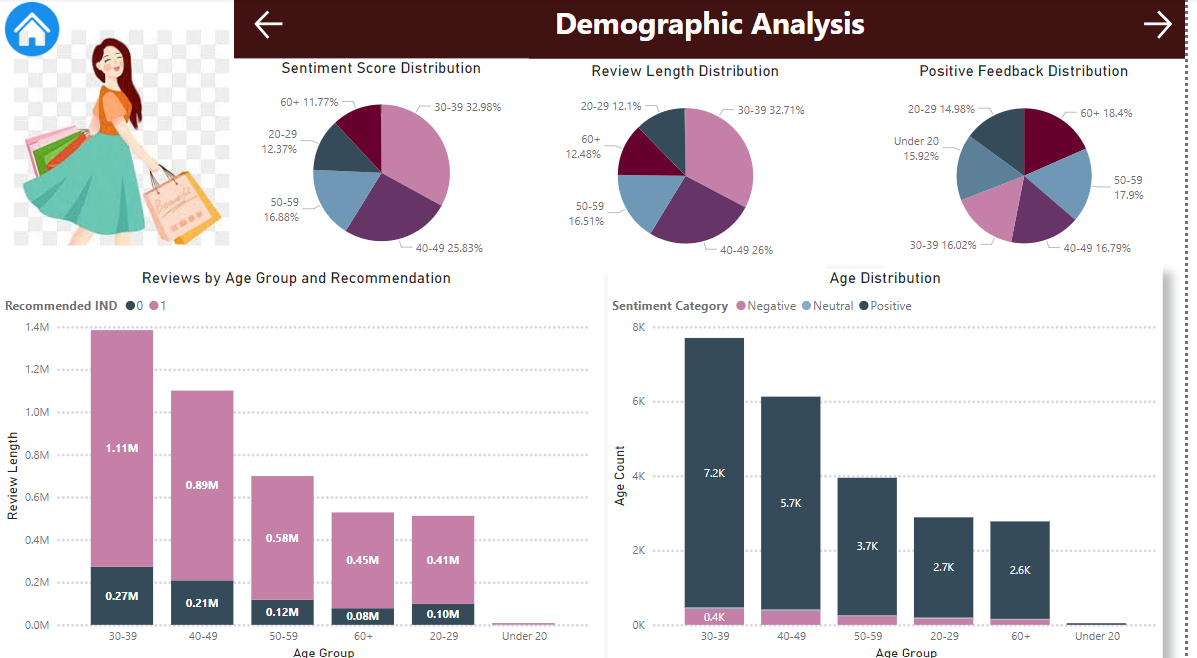 Demographic Analysis
Sentiment Score Distribution
60+ 11.77%
30-39 32.98%
20-29
12.37%
50-59
16.88%
40-49 25.83%
Review Length Distribution
20-29 12.1%
30-39 32.71%
60+
12.48%
50-59
16.51%
40-49 26%
Positive Feedback Distribution
20-29 14.98%
60+ 18.4%
Under 20
15.92%
50-59
17.9%
30-39 16.02%
40-49 16.79%
Beautiful
Reviews by Age Group and Recommendation
Recommended IND 0 1
Review Length
1.4M
1.2M
1.0M
0.8M
0.6M
0.4M
0.2M
0.0M
1.11M
0.89M
0.58M
0.45M
0.41M
0.27M
0.21M
0.12M
0.08M
0.10M
30-39 40-49 50-59 60+ 20-29 Under 20
Age Group
Age Distribution
Sentiment Category Negative Neutral Positive
Age Count
8K
6K
4K
2K
0K
7.2K
5.7K
3.7K
2.7K
2.6K
0.4K
30-39 40-49 50-59 20-29 60+ Under 20
Age Group